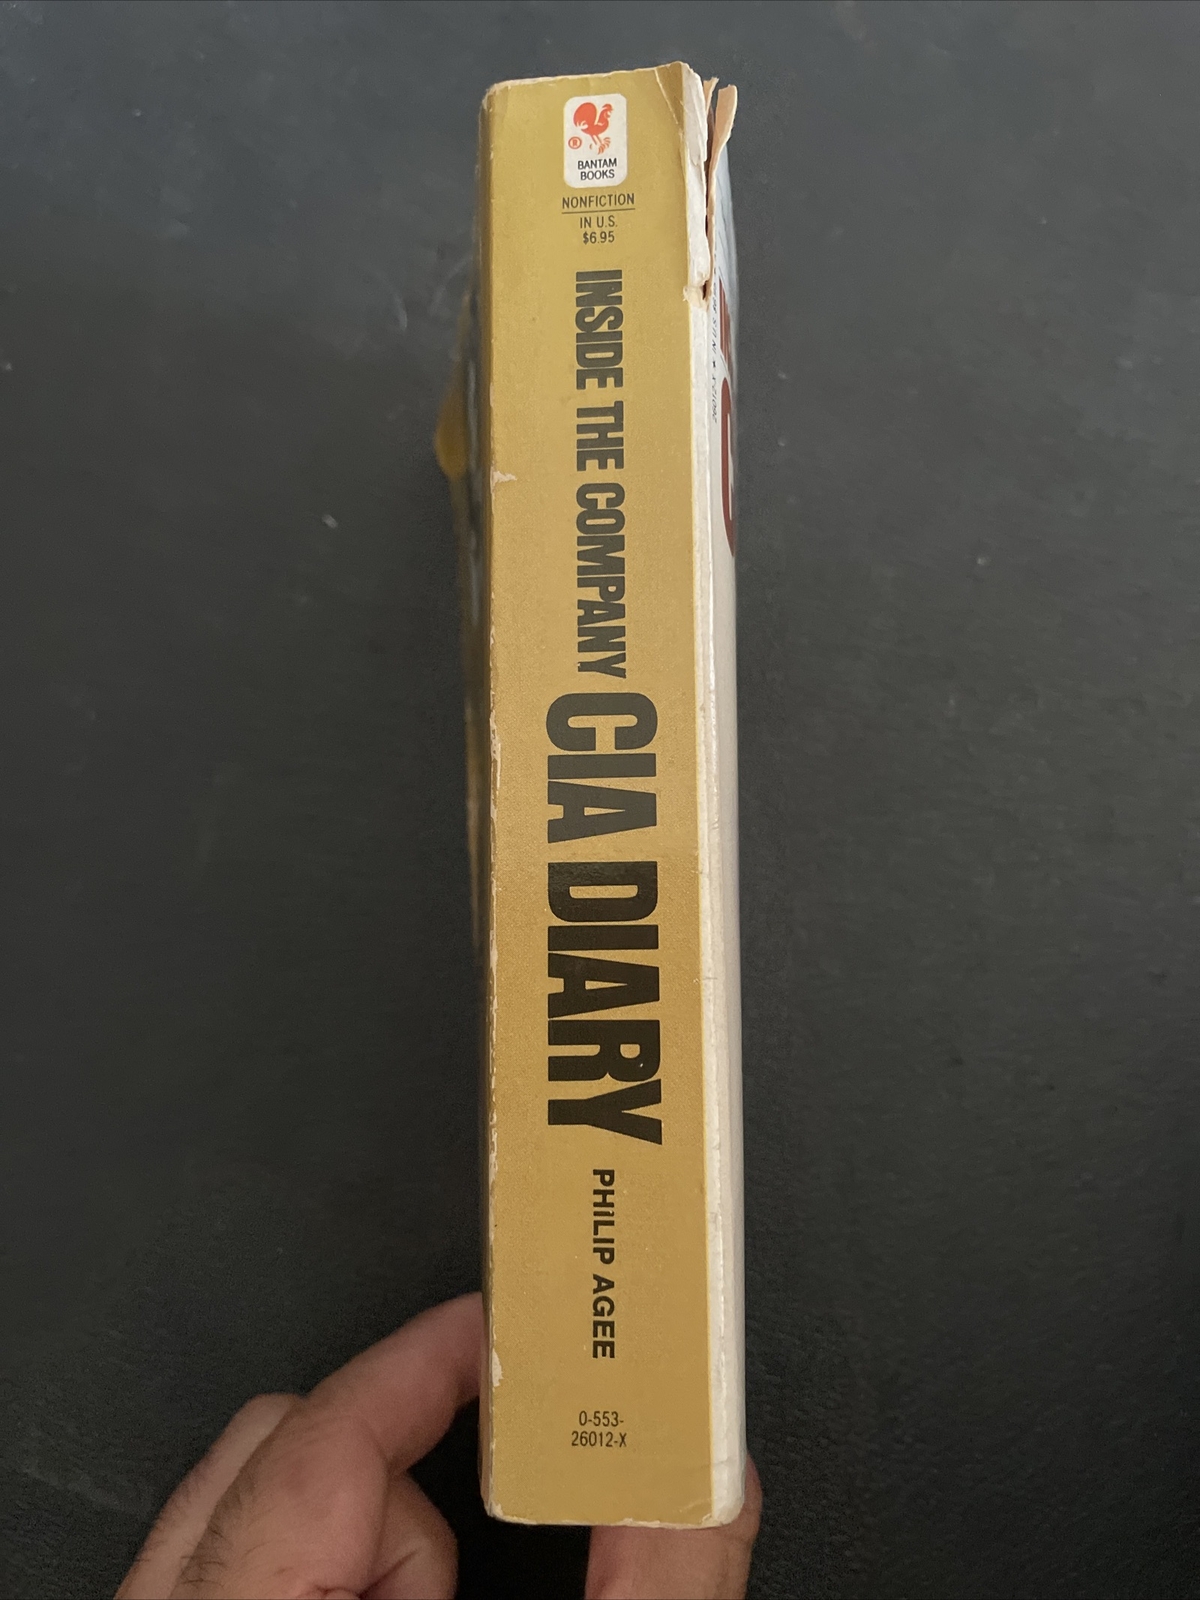 ®
BANTAM
BOOKS
NONFICTION
IN U.S.
$6.95
INSIDE THE COMPANY
CIA DIARY
PHILIP AGEE
0-553-
26012-X